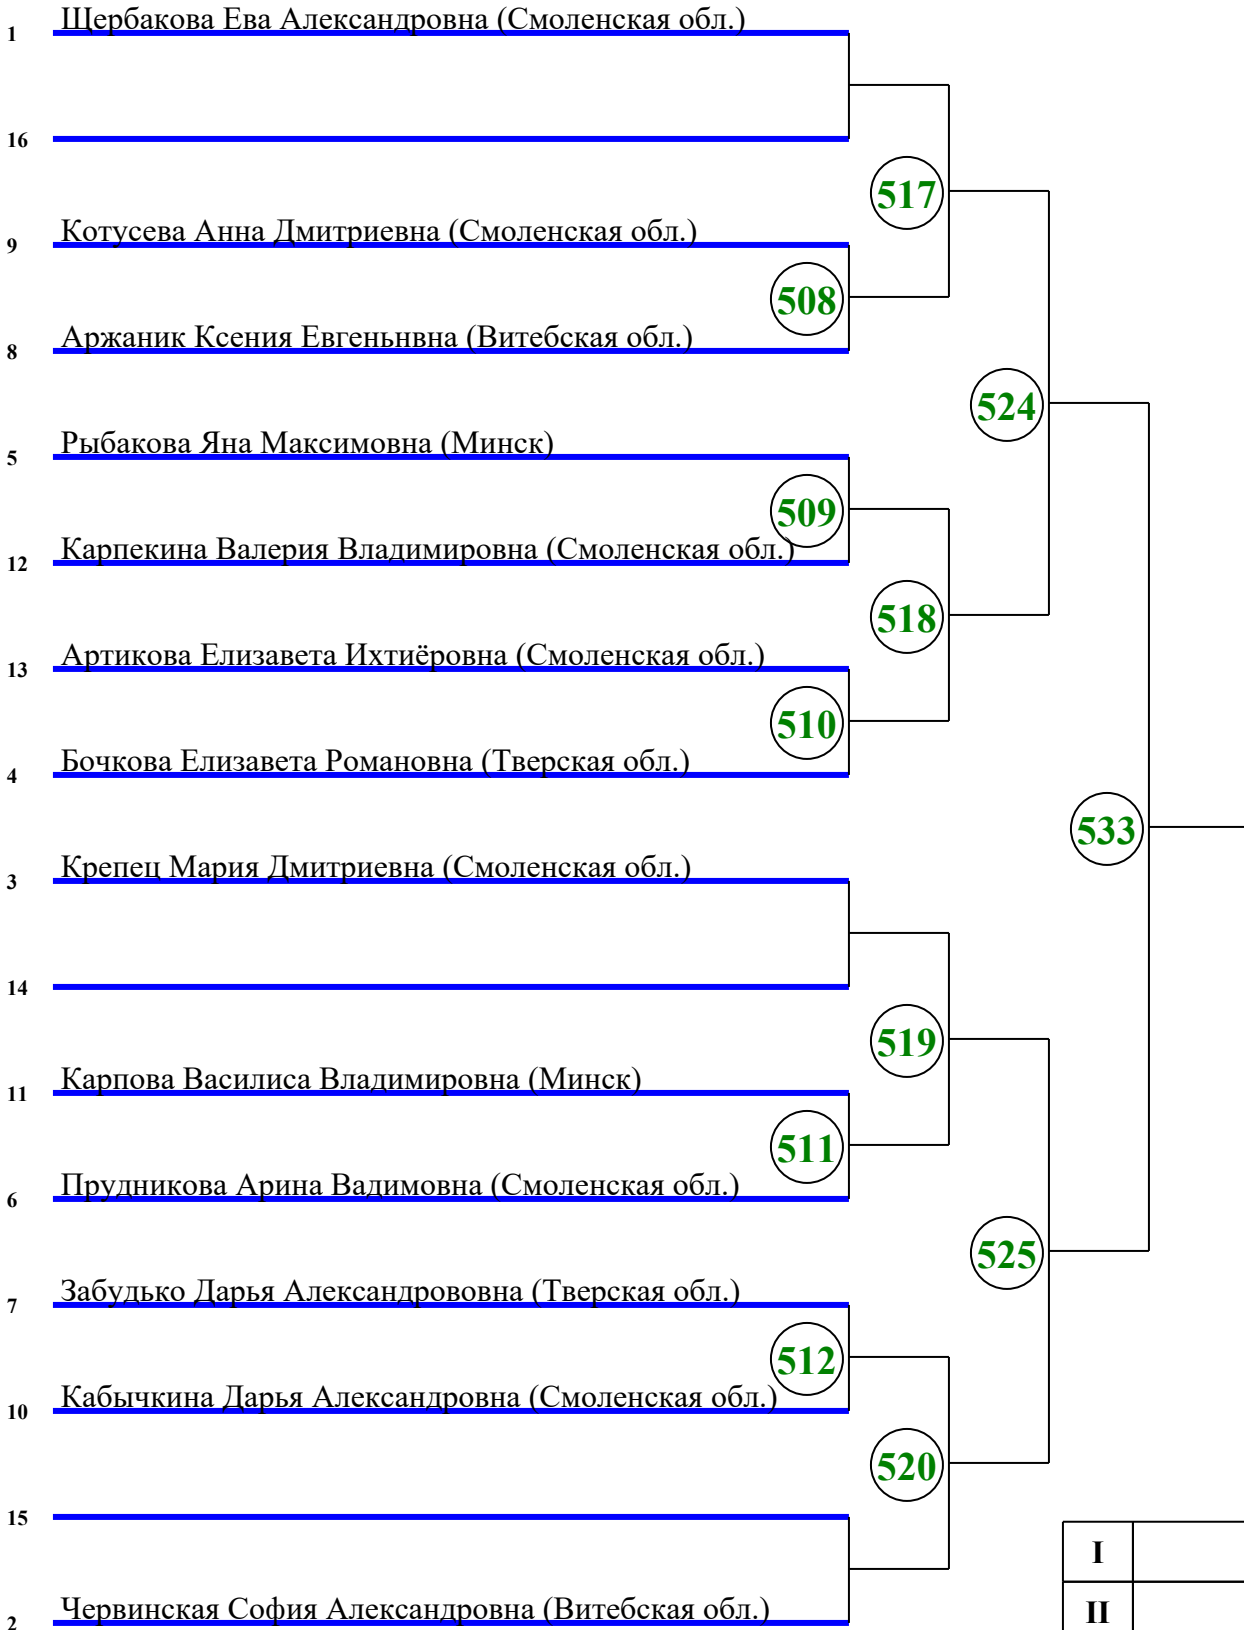 1 Щербакова Ева Александровна (Смоленская обл.)
16
517
9 Котусева Анна Дмитриевна (Смоленская обл.)
508
8 Аржаник Ксения Евгеньнвна (Витебская обл.)
524
5 Рыбакова Яна Максимовна (Минск)
509
12 Карпекина Валерия Владимировна (Смоленская обл.)
518
13 Артикова Елизавета Ихтиёровна (Смоленская обл.)
510
4 Бочкова Елизавета Романовна (Тверская обл.)
533
3 Крепец Мария Дмитриевна (Смоленская обл.)
14
519
11 Карпова Василиса Владимировна (Минск)
511
6 Прудникова Арина Вадимовна (Смоленская обл.)
525
7 Забудько Дарья Александрововна (Тверская обл.)
512
10 Кабычкина Дарья Александровна (Смоленская обл.)
520
15
I
2 Червинская София Александровна (Витебская обл.)
II